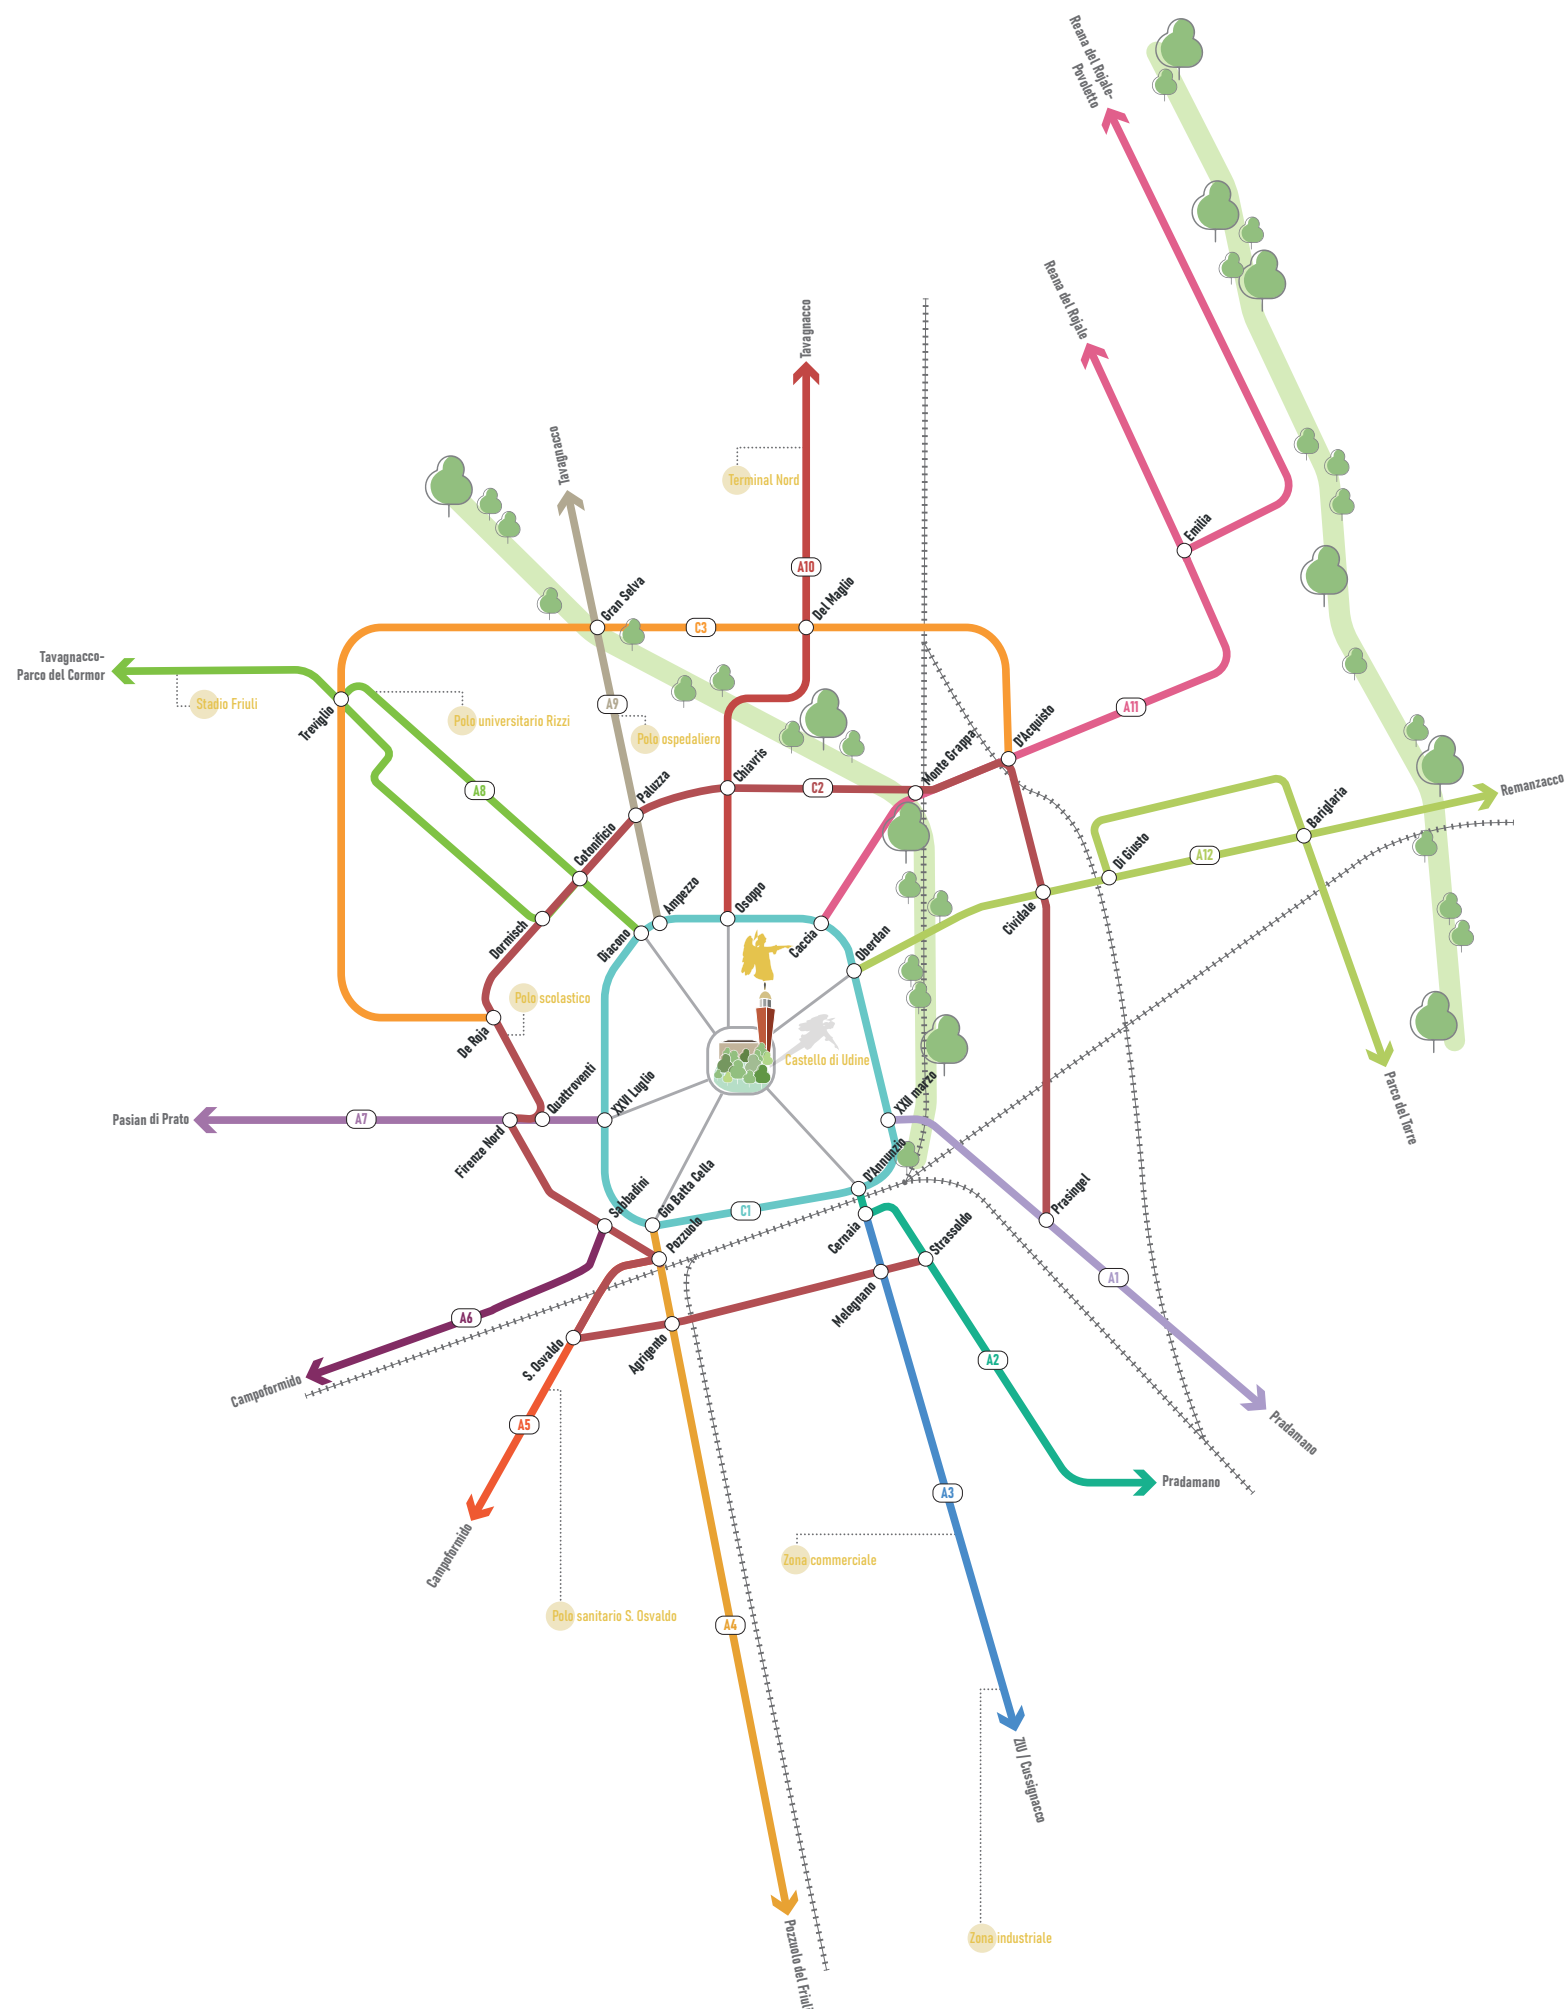 Reana del Rojale-
Povoletto
Reana del Rojale
Tavagnacco
Tavagnacco
Terminal Nord
A10
Emilia
Gran Selva
Del Maglio
C3
Tavagnacco-
Parco del Cormor
Stadio Friuli
Treviglio
Polo universitario Rizzi
A9
Polo ospedaliero
A11
D'Acquisto
Monte Grappa
Chiavris
Paluzza
C2
A8
Remanzacco
Bariglaria
Cotonificio
Di Giusto
A12
Ampezzo
Osoppo
Cividale
Dormisch
Diacono
Caccia
Oberdan
Polo scolastico
De Roja
Castello di Udine
Parco del Torre
Quattroventi
XXVI Luglio
XXII marzo
Pasian di Prato
A7
Firenze Nord
D'Annunzio
Sabbadini
Gio Batta Cella
C1
Prasingel
Pozzuolo
Cernaia
Strassoldo
A1
Melegnano
A6
S. Osvaldo
Agrigento
A2
Campoformido
A5
Pradamano
Pradamano
A3
Campoformido
Zona commerciale
Polo sanitario S. Osvaldo
A4
ZIU / Cussignacco
Zona industriale
Pozzuolo del Friuli